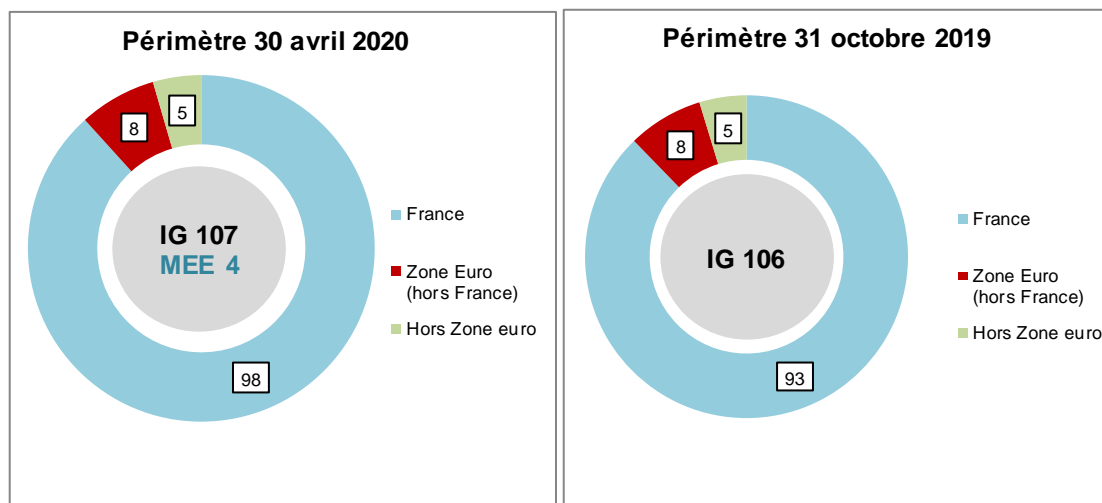 Périmètre 30 avril 2020
8
5
IG 107
MEE 4
98
France
Zone Euro
(hors France)
Hors Zone euro
Périmètre 31 octobre 2019
8
5
IG 106
93
France
Zone Euro
(hors France)
Hors Zone euro